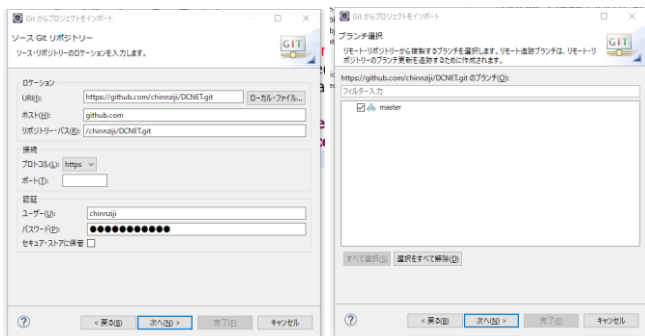 Git からプロジェクトをインポート
ソース Git リポジトリー
ソース・リポジトリーのロケーションを入力します。
GIT
ロケーション
URI(I): https://github.com/chinnziji/DCNET.git ローカル・ファイル...
ホスト(H): github.com
リポジトリー・パス(R): /chinnziji/DCNET.git
接続
プロトコル(L): https
ポート(T):
認証
ユーザー(U): chinnziji
パスワード(P): ●●●●●●●●●●●
セキュア・ストアに保管
< 戻る(B) 次へ(N) > 完了(F) キャンセル
Git からプロジェクトをインポート
ブランチ選択
リモート・リポジトリーから複製するブランチを選択します。リモート追跡ブランチは、リモート・リ
ポジトリーのブランチ更新を追跡するために作成されます。
GIT
https://github.com/chinnziji/DCNET.git のブランチ(O):
フィルター入力
master
すべて選択(S) 選択をすべて解除(D)
< 戻る(B) 次へ(N) > 完了(F) キャンセル